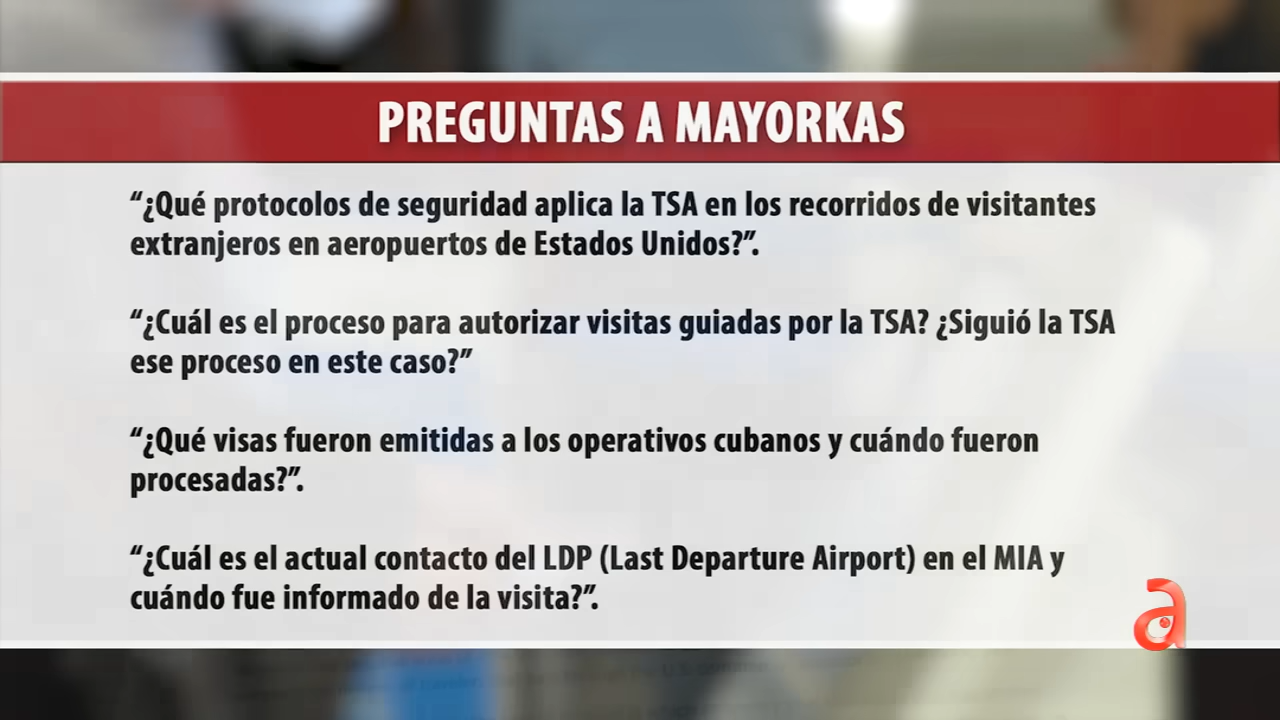 PREGUNTAS A MAYORKAS
“¿Qué protocolos de seguridad aplica la TSA en los recorridos de visitantes
extranjeros en aeropuertos de Estados Unidos?”.
“¿Cuál es el proceso para autorizar visitas guiadas por la TSA? ¿Siguió la TSA
ese proceso en este caso?”
“¿Qué visas fueron emitidas a los operativos cubanos y cuándo fueron
procesadas?”.
“¿Cuál es el actual contacto del LDP (Last Departure Airport) en el MIA y
cuándo fue informado de la visita?”.
a